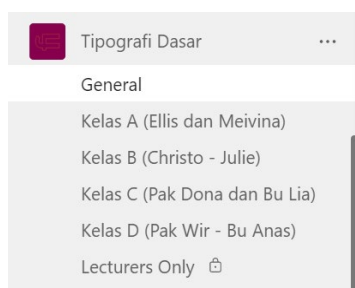 Tipografi Dasar ...
General
Kelas A (Ellis dan Meivina)
Kelas B (Christo - Julie)
Kelas C (Pak Dona dan Bu Lia)
Kelas D (Pak Wir - Bu Anas)
Lecturers Only